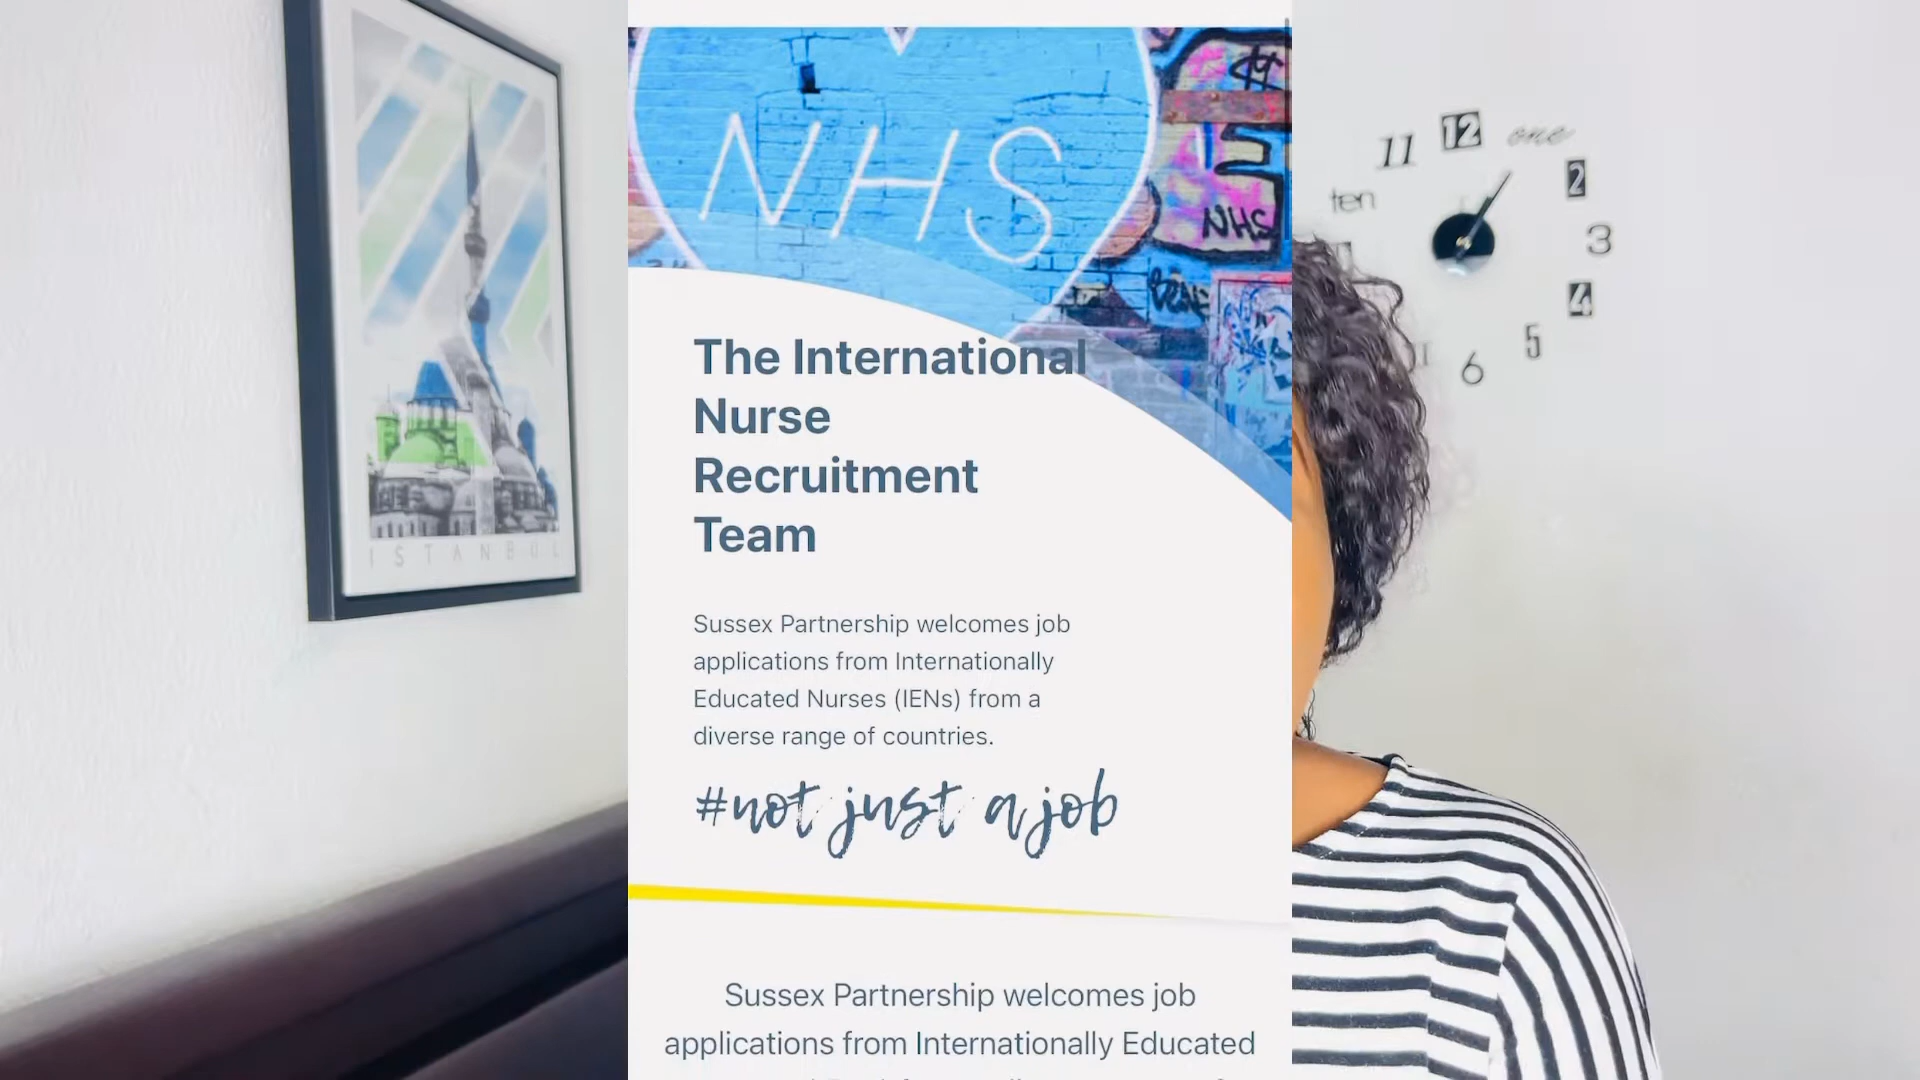 ISTANBUL
NHS
NHS
The International
Nurse
Recruitment
Team
Sussex Partnership welcomes job
applications from Internationally
Educated Nurses (IENs) from a
diverse range of countries.
#not just a job
Sussex Partnership welcomes job
applications from Internationally Educated
11 12 one
2
ten
3
4
5
6